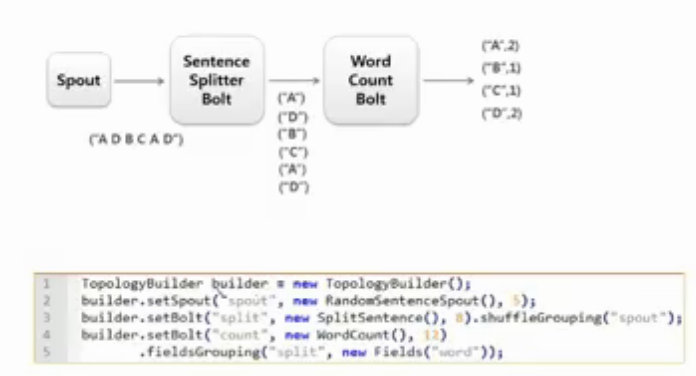 Spout
Sentence
Splitter
Bolt
Word
Count
Bolt
("A D B C A D")
("A")
("D")
("B")
("C")
("A")
("D")
("A",2)
("B",1)
("C",1)
("D",2)
1 TopologyBuilder builder = new TopologyBuilder();
2 builder.setSpout("spout", new RandomSentenceSpout(), 5);
3 builder.setBolt("split", new SplitSentence(), 8).shuffleGrouping("spout");
4 builder.setBolt("count", new WordCount(), 12)
5 .fieldsGrouping("split", new Fields("word"));